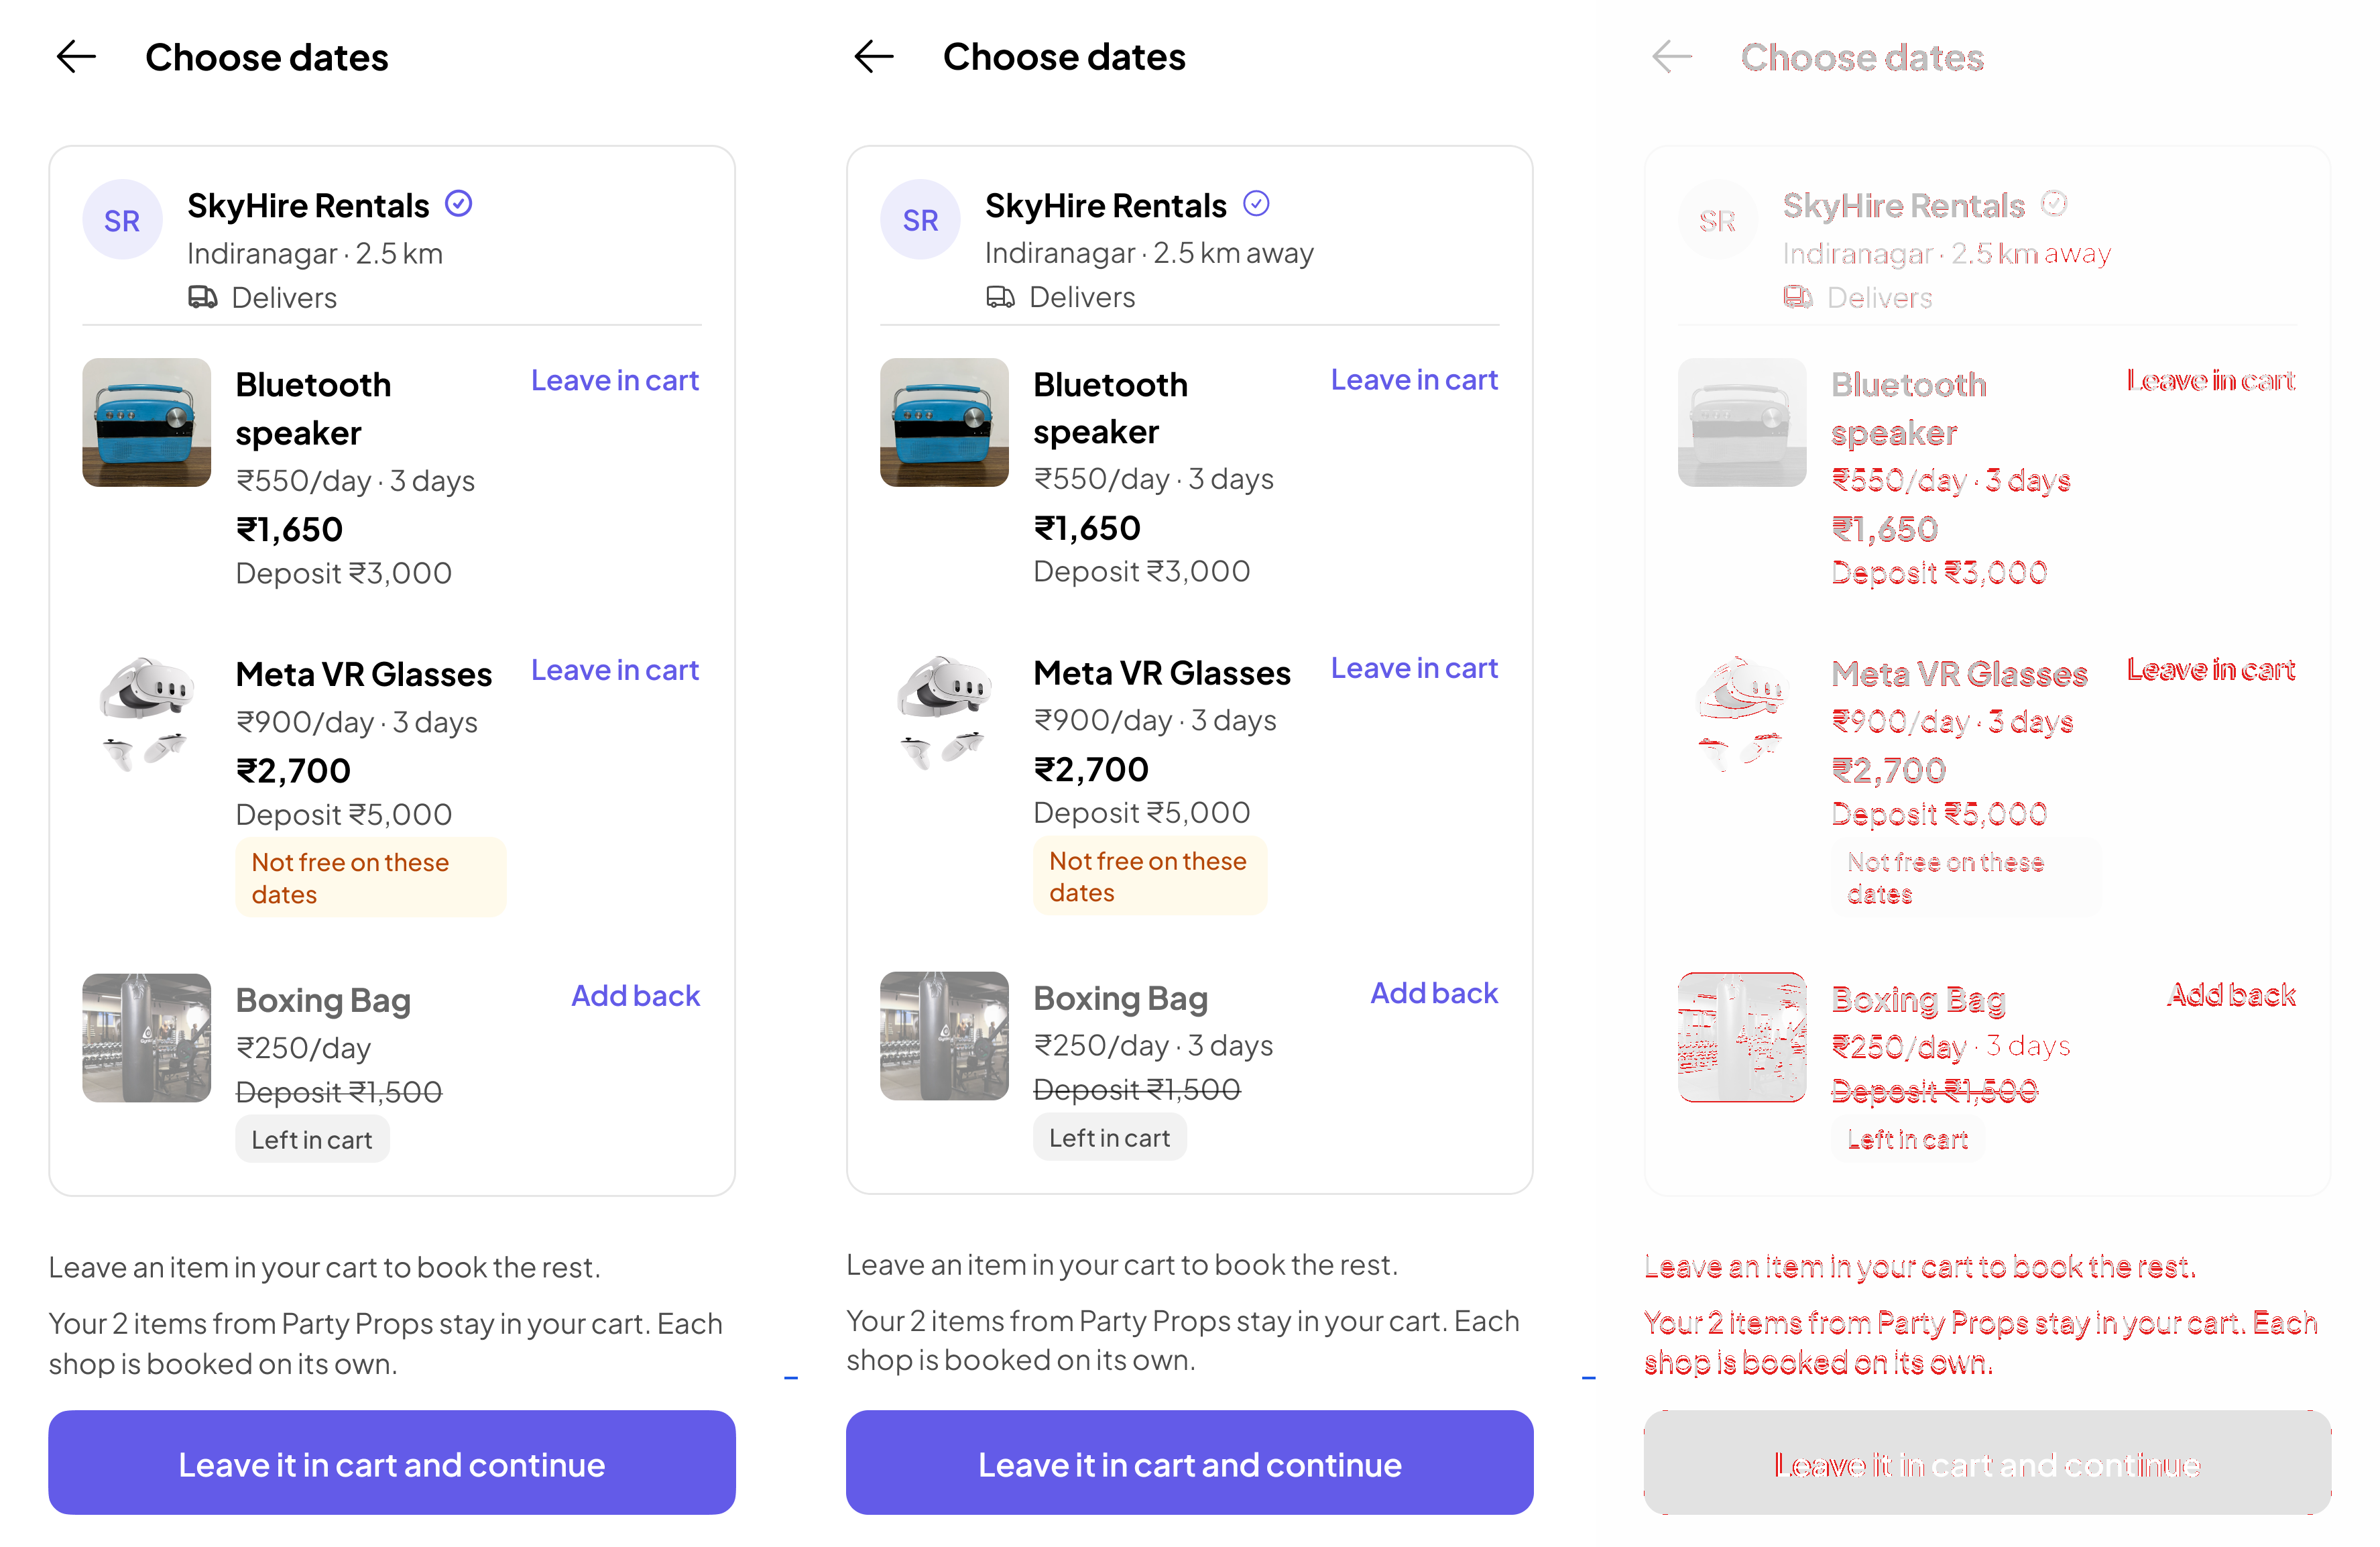 Choose dates
SR
SkyHire Rentals
Indiranagar · 2.5 km
Delivers
Bluetooth
speaker
Leave in cart
₹550/day · 3 days
₹1,650
Deposit ₹3,000
Meta VR Glasses
Leave in cart
₹900/day · 3 days
₹2,700
Deposit ₹5,000
Not free on these
dates
Boxing Bag
Add back
₹250/day
Deposit ₹1,500
Left in cart
Leave an item in your cart to book the rest.
Your 2 items from Party Props stay in your cart. Each
shop is booked on its own.
Leave it in cart and continue
Choose dates
SR
SkyHire Rentals
Indiranagar · 2.5 km away
Delivers
Bluetooth
speaker
Leave in cart
₹550/day · 3 days
₹1,650
Deposit ₹3,000
Meta VR Glasses
Leave in cart
₹900/day · 3 days
₹2,700
Deposit ₹5,000
Not free on these
dates
Boxing Bag
Add back
₹250/day · 3 days
Deposit ₹1,500
Left in cart
Leave an item in your cart to book the rest.
Your 2 items from Party Props stay in your cart. Each
shop is booked on its own.
Leave it in cart and continue
Choose dates
SR
SkyHire Rentals
Indiranagar · 2.5 km away
Delivers
Bluetooth
speaker
Leave in cart
₹550/day · 3 days
₹1,650
Deposit ₹3,000
Meta VR Glasses
Leave in cart
₹900/day · 3 days
₹2,700
Deposit ₹5,000
Not free on these
dates
Boxing Bag
Add back
₹250/day · 3 days
Deposit ₹1,500
Left in cart
Leave an item in your cart to book the rest.
Your 2 items from Party Props stay in your cart. Each
shop is booked on its own.
Leave it in cart and continue